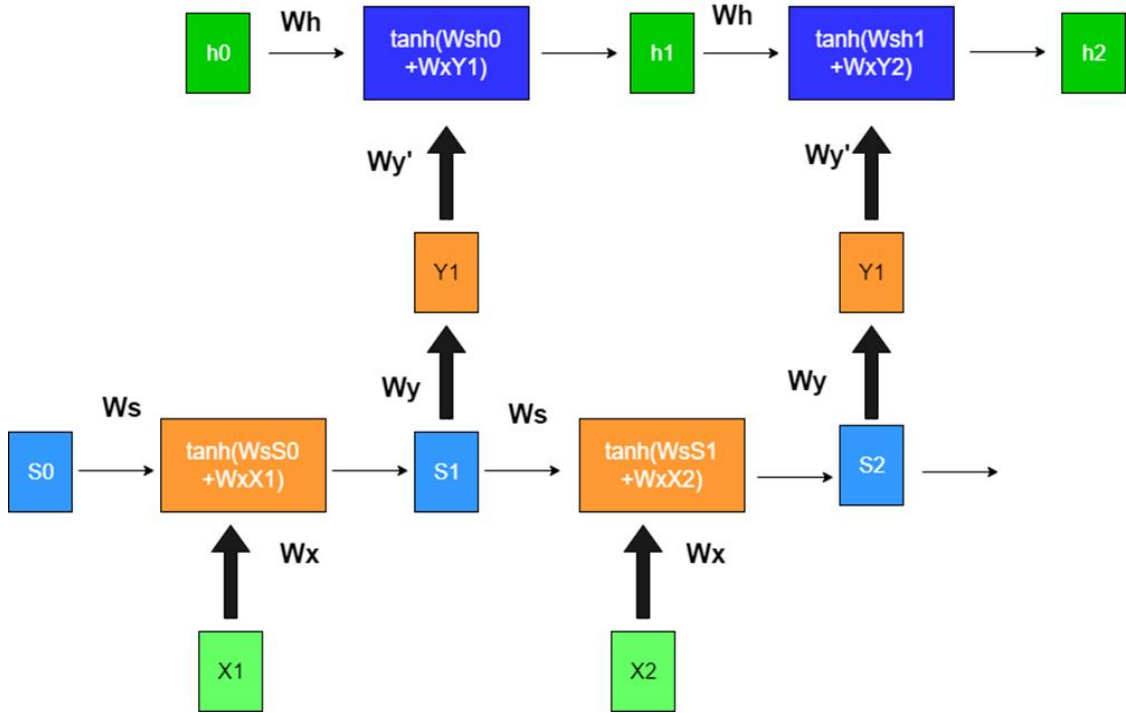 Wh
Wh
h0
tanh(Wsh0
+WxY1)
h1
tanh(Wsh1
+WxY2)
h2
Wy'
Wy'
Y1
Y1
Wy
Wy
Ws
Ws
S0
tanh(WsS0
+WxX1)
S1
tanh(WsS1
+WxX2)
S2
Wx
Wx
X1
X2